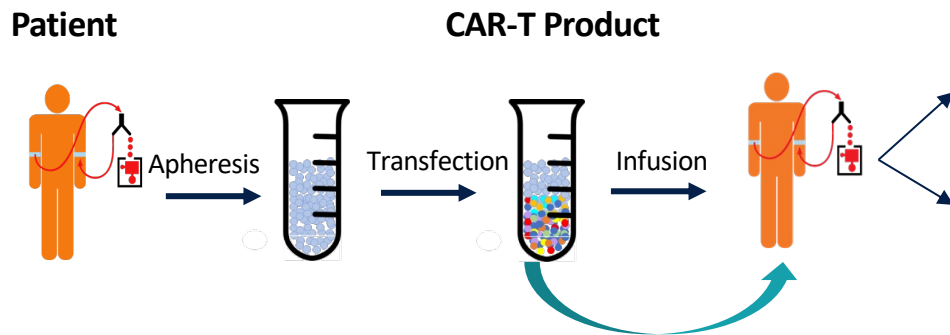 Patient
CAR-T Product
Apheresis
Transfection
Infusion